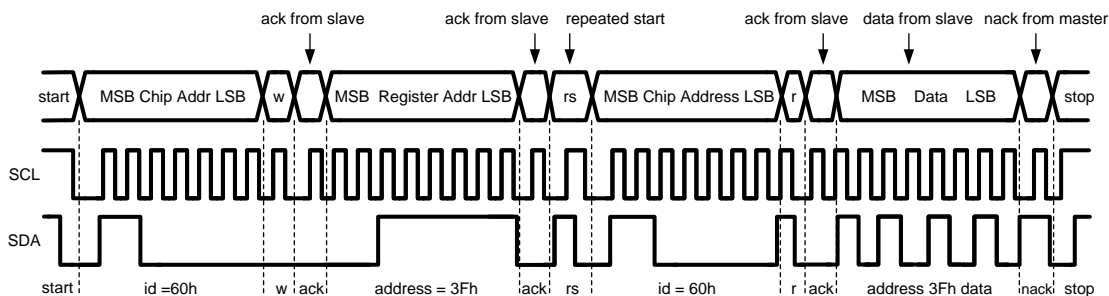 ack from slave ack from slave repeated start ack from slave data from slave nack from master
start MSB Chip Addr LSB w MSB Register Addr LSB rs MSB Chip Address LSB r MSB Data LSB stop
SCL
SDA
start id =60h w ack address = 3Fh ack rs id = 60h r ack address 3Fh data nack stop